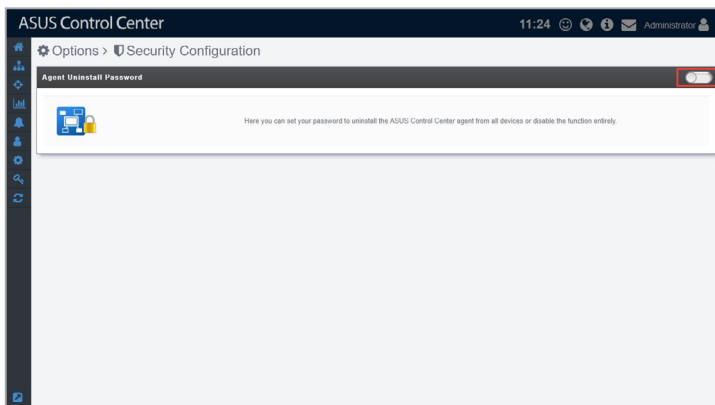 ASUS Control Center
11:24
Administrator
Options > Security Configuration
Agent Uninstall Password
Here you can set your password to uninstall the ASUS Control Center agent from all devices or disable the function entirely.